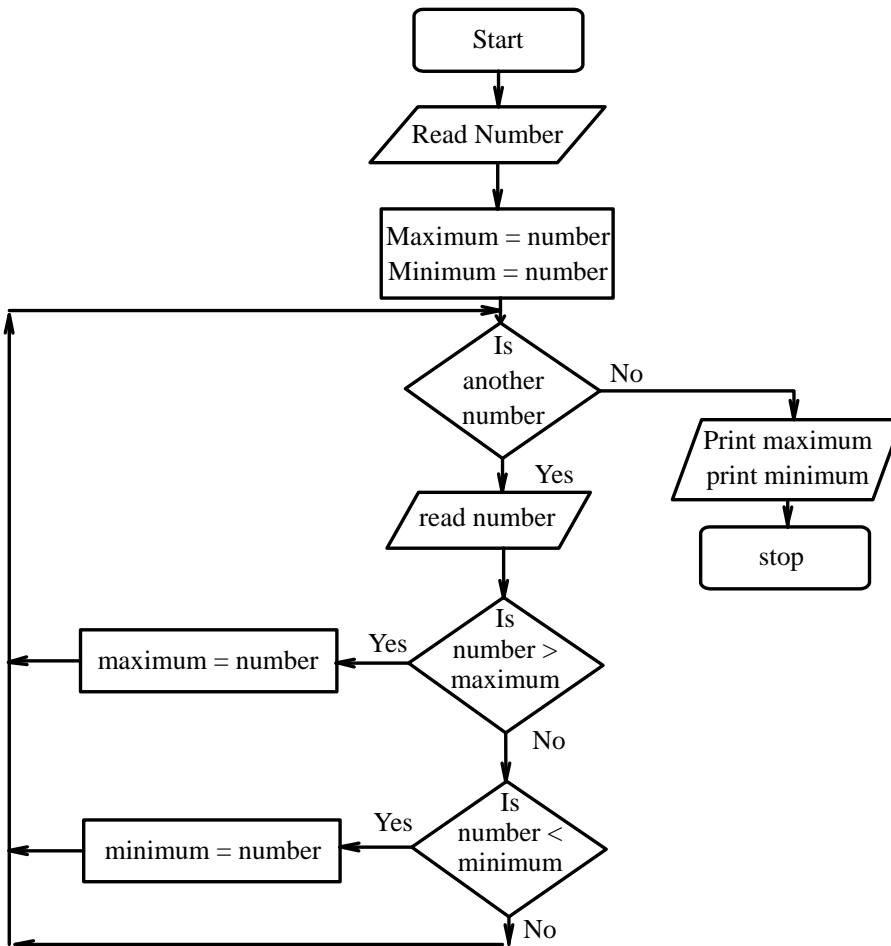 Start
Read Number
Maximum = number
Minimum = number
Is
another
number
No
Print maximum
print minimum
stop
Yes
read number
Is
number >
maximum
Yes
maximum = number
No
Is
number <
minimum
Yes
minimum = number
No